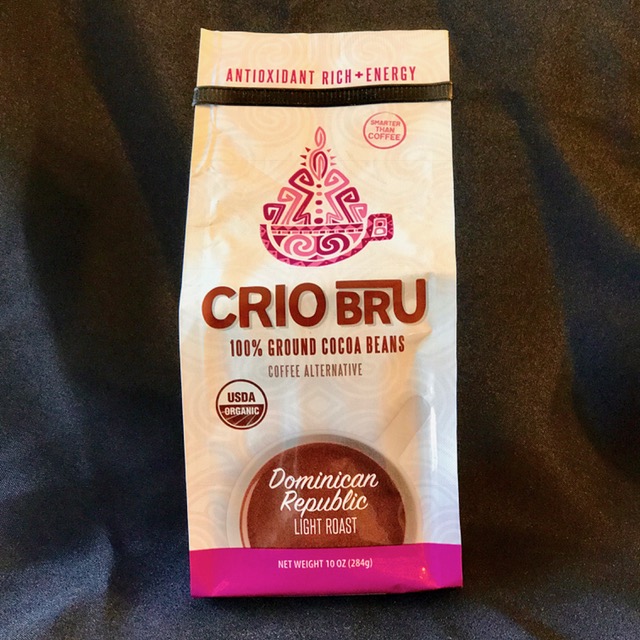 ANTIOXIDANT RICH+ENERGY
SMARTER
THAN
COFFEE
CRIO BRU
100% GROUND COCOA BEANS
COFFEE ALTERNATIVE
USDA
ORGANIC
Dominican
Republic
LIGHT ROAST
NET WEIGHT 10 OZ (284g)